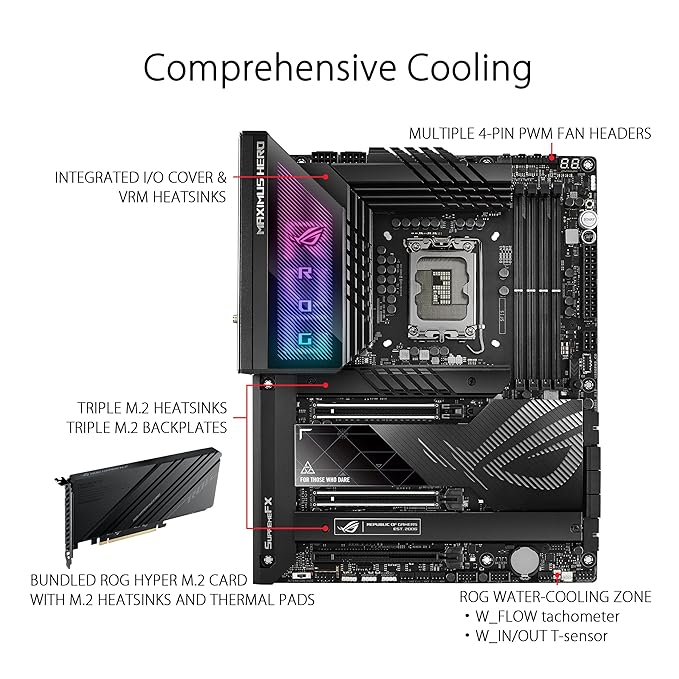 Comprehensive Cooling
MULTIPLE 4-PIN PWM FAN HEADERS
INTEGRATED I/O COVER &
VRM HEATSINKS
MAXIMUS HERO
ROG
START
TRIPLE M.2 HEATSINKS
TRIPLE M.2 BACKPLATES
FOR THOSE WHO DARE
SUPREMEFX
REPUBLIC OF GAMERS
EST. 2006
BUNDLED ROG HYPER M.2 CARD
WITH M.2 HEATSINKS AND THERMAL PADS
ROG WATER-COOLING ZONE
• W_FLOW tachometer
• W_IN/OUT T-sensor